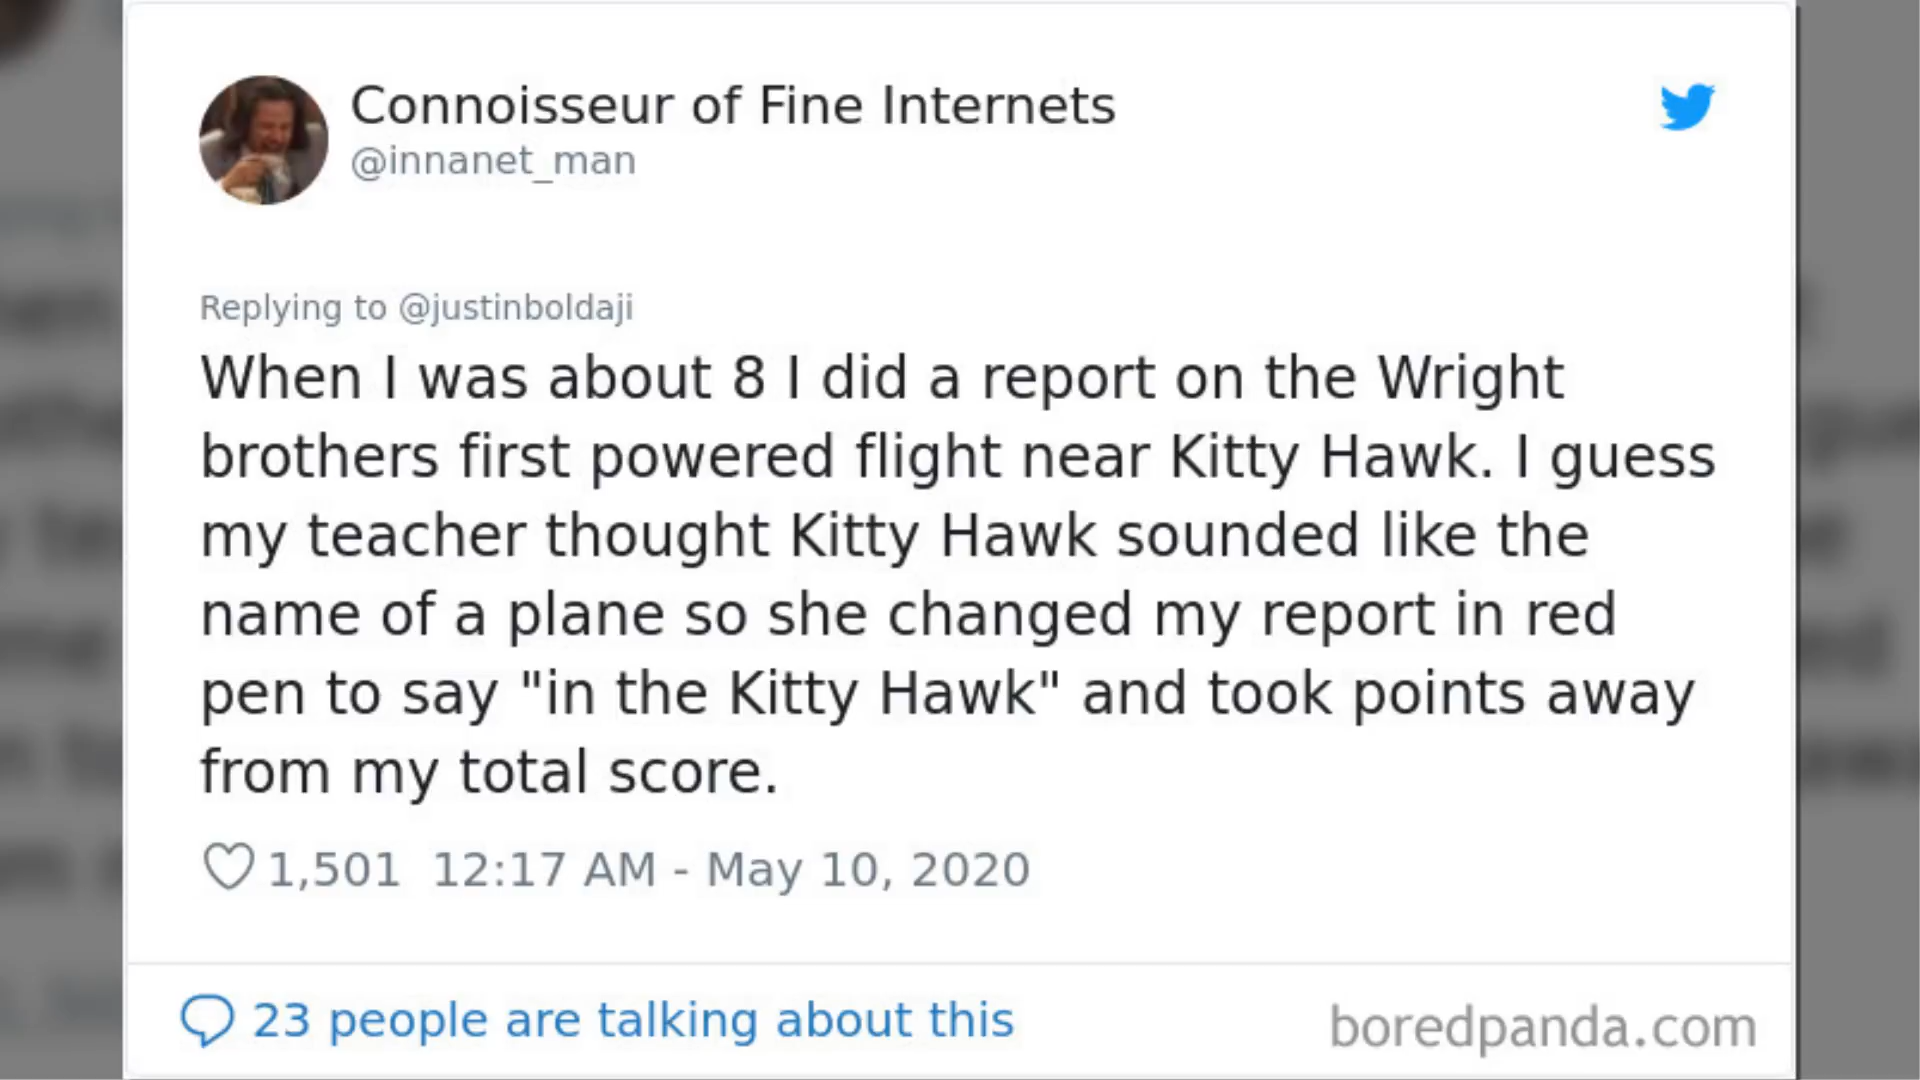 Connoisseur of Fine Internets
@innanet_man
Replying to @justinboldaji
When I was about 8 I did a report on the Wright
brothers first powered flight near Kitty Hawk. I guess
my teacher thought Kitty Hawk sounded like the
name of a plane so she changed my report in red
pen to say "in the Kitty Hawk" and took points away
from my total score.
1,501 12:17 AM - May 10, 2020
23 people are talking about this
boredpanda.com